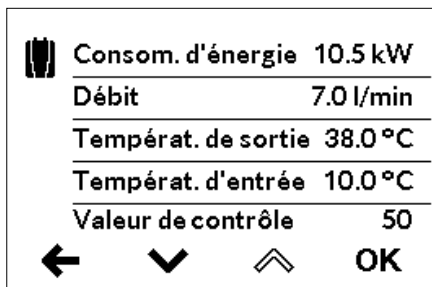 Consom. d'énergie 10.5 kW
Débit 7.0 l/min
Températ. de sortie 38.0 °C
Températ. d'entrée 10.0 °C
Valeur de contrôle 50
OK